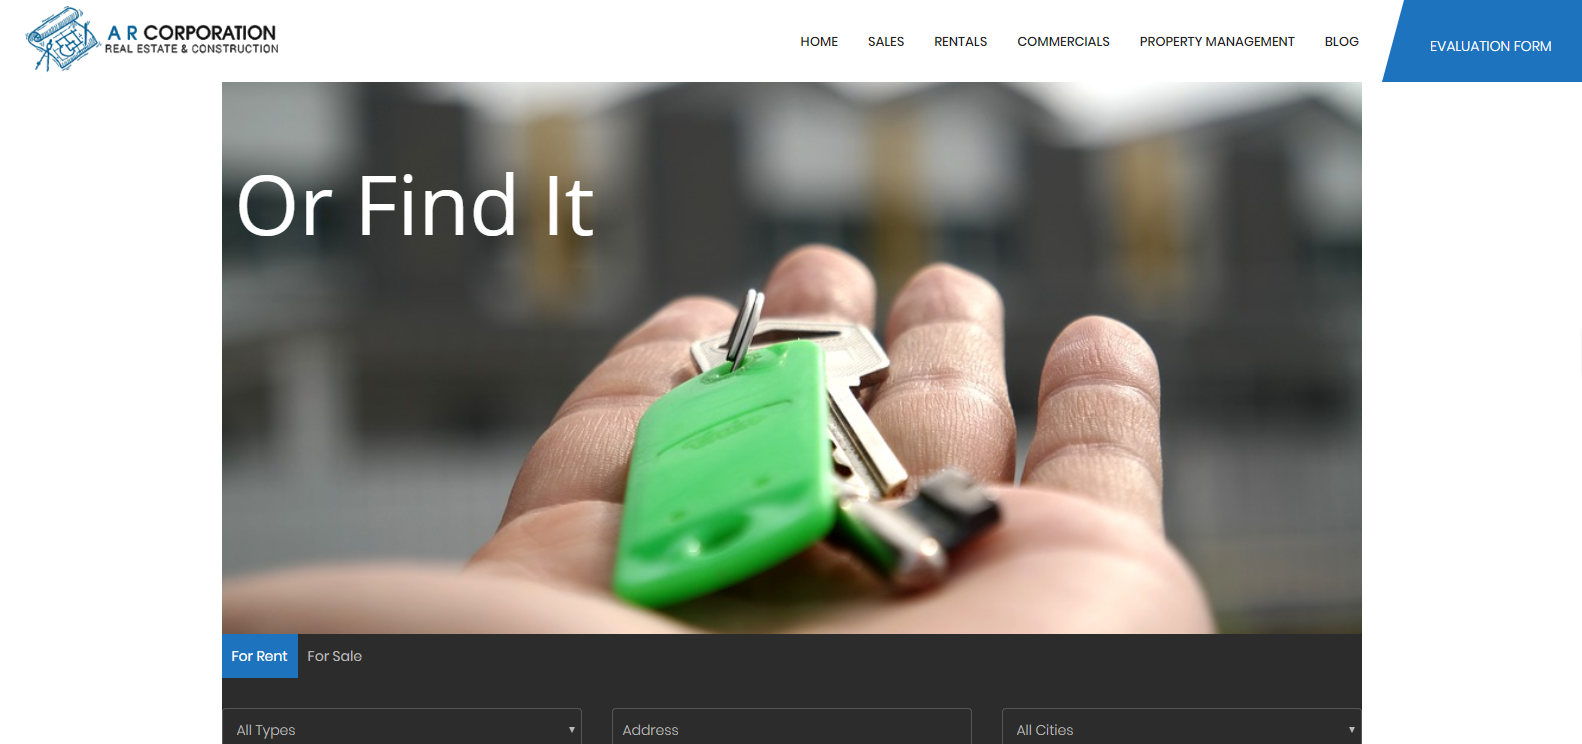 A R CORPORATION
REAL ESTATE & CONSTRUCTION
HOME SALES RENTALS COMMERCIALS PROPERTY MANAGEMENT BLOG EVALUATION FORM
Or Find It
For Rent For Sale
All Types Address All Cities